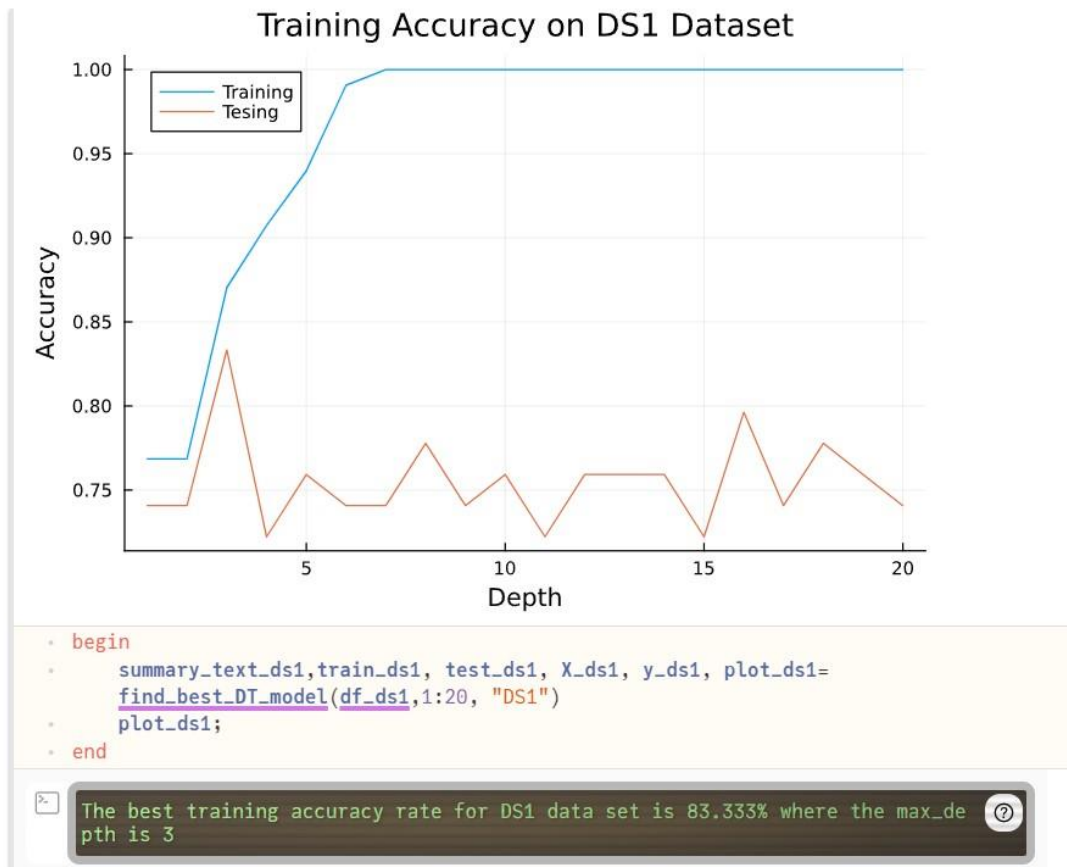 Training Accuracy on DS1 Dataset
1.00
Training
Tesing
0.95
0.90
0.85
0.80
0.75
Accuracy
5 10 15 20
Depth
begin
summary_text_ds1,train_ds1, test_ds1, X_ds1, y_ds1, plot_ds1=
find_best_DT_model(df_ds1,1:20, "DS1")
plot_ds1;
end
>_
The best training accuracy rate for DS1 data set is 83.333% where the max_de
pth is 3
?